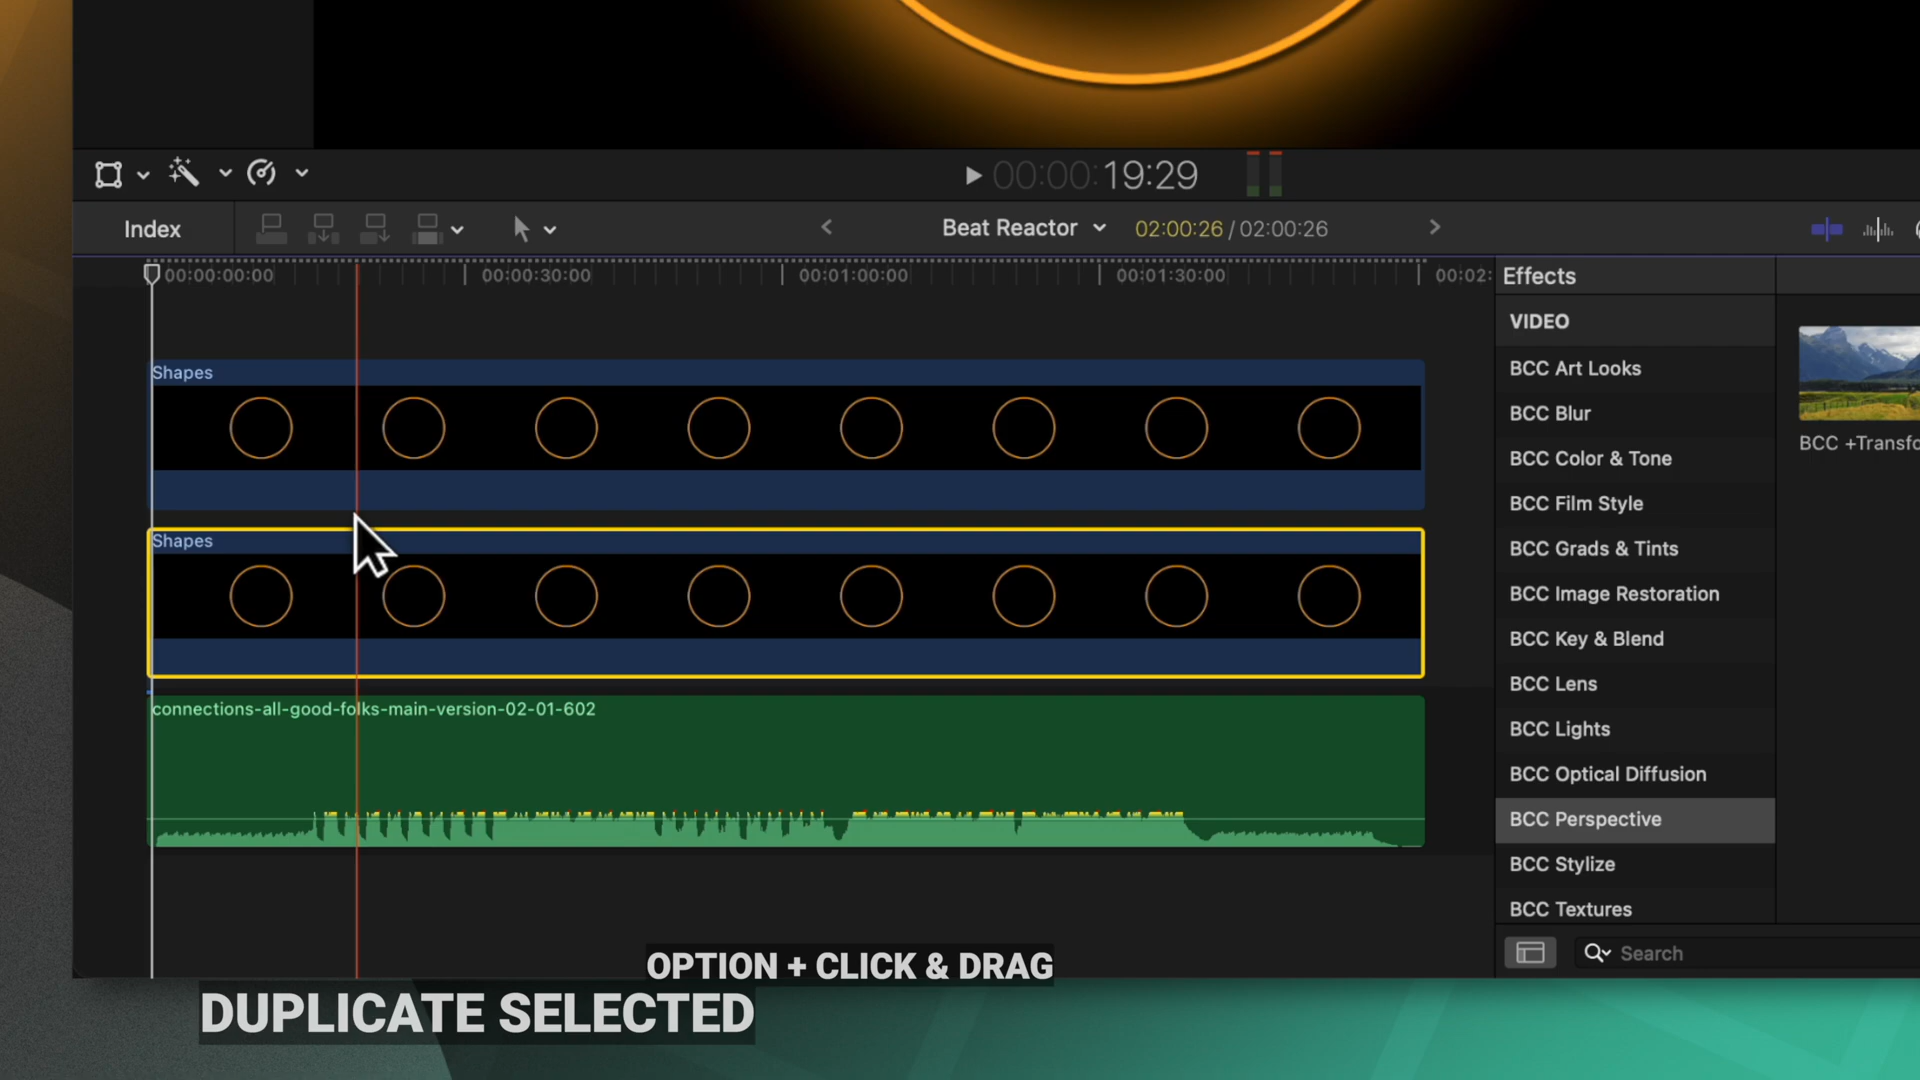 00:00:19:29
Index
Beat Reactor
02:00:26 / 02:00:26
00:00:00:00
00:00:30:00
00:01:00:00
00:01:30:00
00:02:
Effects
VIDEO
BCC Art Looks
BCC Blur
BCC Color & Tone
BCC Film Style
BCC Grads & Tints
BCC Image Restoration
BCC Key & Blend
BCC Lens
BCC Lights
BCC Optical Diffusion
BCC Perspective
BCC Stylize
BCC Textures
BCC +Transfo
Search
Shapes
Shapes
connections-all-good-folks-main-version-02-01-602
OPTION + CLICK & DRAG
DUPLICATE SELECTED